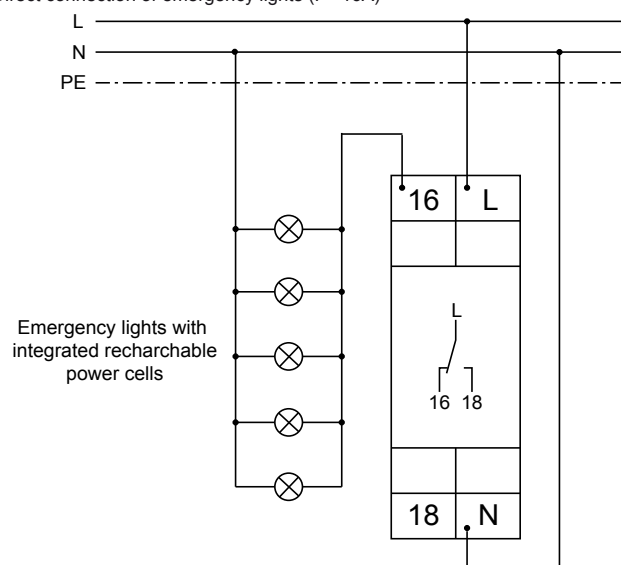 L
N
PE
16 L
Emergency lights with
integrated recharchable
power cells
L
16 18
18 N